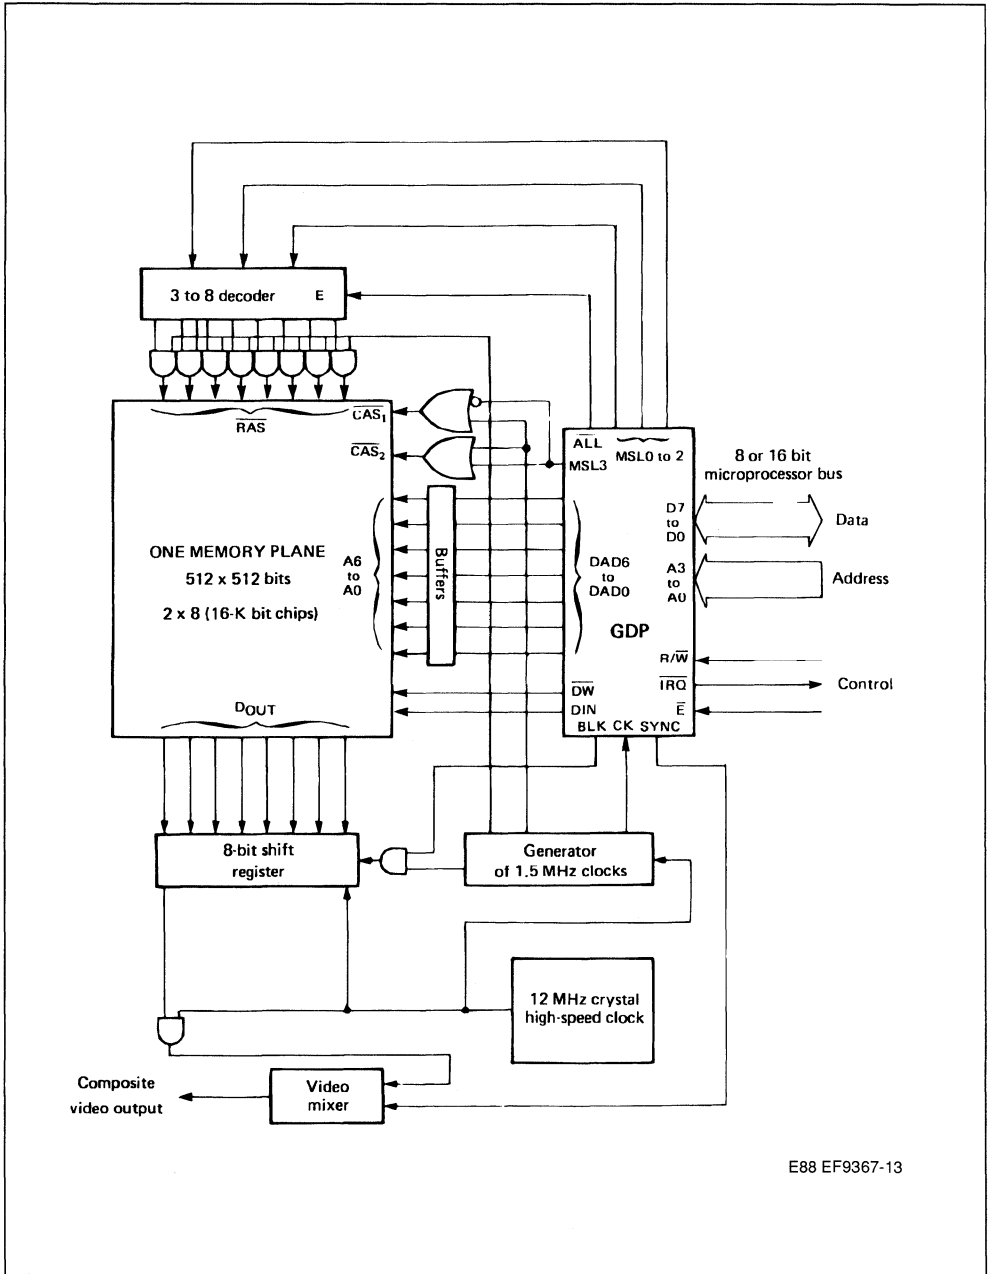 3 to 8 decoder E
RAS
CAS1
CAS2
ALL
MSL0 to 2
MSL3
8 or 16 bit
microprocessor bus
D7
to
D0
Data
ONE MEMORY PLANE
512 x 512 bits
2 x 8 (16-K bit chips)
A6
to
A0
Buffers
DAD6
to
DAD0
A3
to
A0
Address
GDP
R/W
IRQ
Control
E
DW
DIN
BLK CK SYNC
DOUT
8-bit shift
register
Generator
of 1.5 MHz clocks
12 MHz crystal
high-speed clock
Composite
video output
Video
mixer
E88 EF9367-13